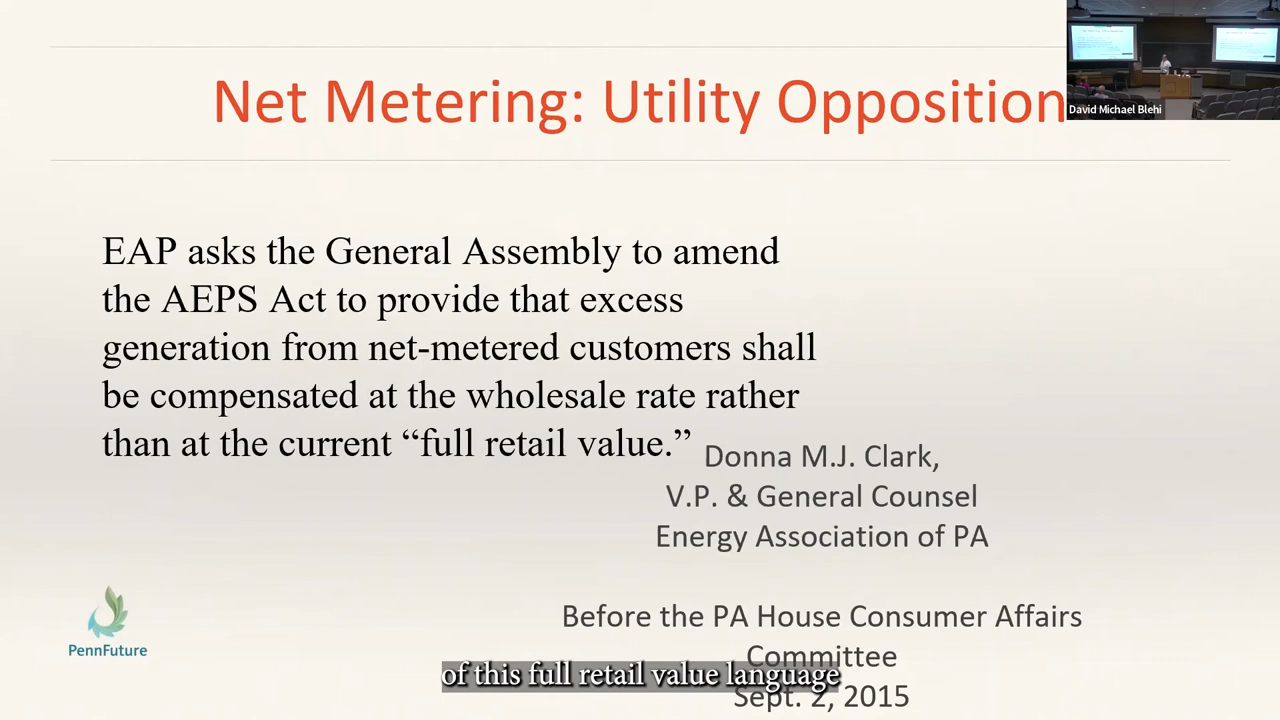 Net Metering: Utility Opposition
David Michael Blehi
EAP asks the General Assembly to amend
the AEPS Act to provide that excess
generation from net-metered customers shall
be compensated at the wholesale rate rather
than at the current “full retail value.”
Donna M.J. Clark,
V.P. & General Counsel
Energy Association of PA
Before the PA House Consumer Affairs
Committee
Sept. 2, 2015
PennFuture
of this full retail value language